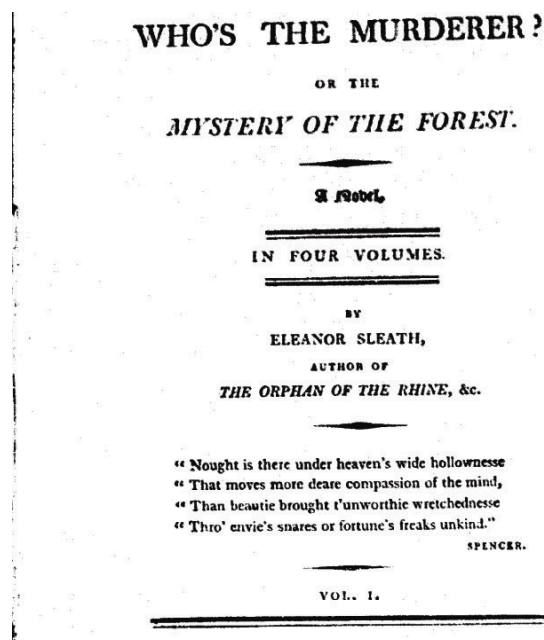 WHO'S THE MURDERER?
OR THE
MYSTERY OF THE FOREST.
A Novel,
IN FOUR VOLUMES.
BY
ELEANOR SLEATH,
AUTHOR OF
THE ORPHAN OF THE RHINE, &c.
“ Nought is there under heaven's wide hollownesse
“ That moves more deare compassion of the mind,
“ Than beautie brought t'unworthie wretchednesse
“ Thro' envie's snares or fortune's freaks unkind.”
SPENCER.
VOL. I.